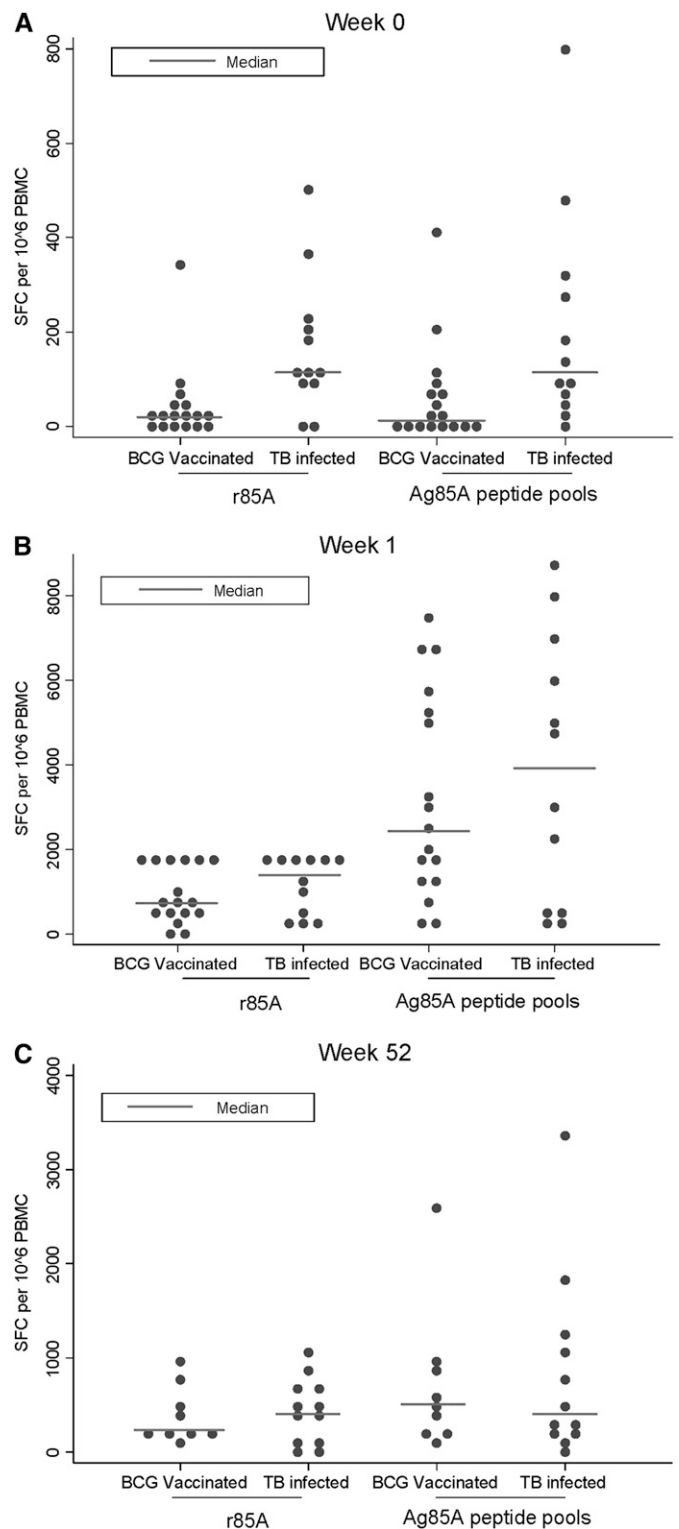 A Week 0
Median
SFC per 10^6 PBMC
800
600
400
200
0
BCG Vaccinated TB infected BCG Vaccinated TB infected
r85A Ag85A peptide pools
B Week 1
Median
SFC per 10^6 PBMC
8000
6000
4000
2000
0
BCG Vaccinated TB infected BCG Vaccinated TB infected
r85A Ag85A peptide pools
C Week 52
Median
SFC per 10^6 PBMC
4000
3000
2000
1000
0
BCG Vaccinated TB infected BCG Vaccinated TB infected
r85A Ag85A peptide pools